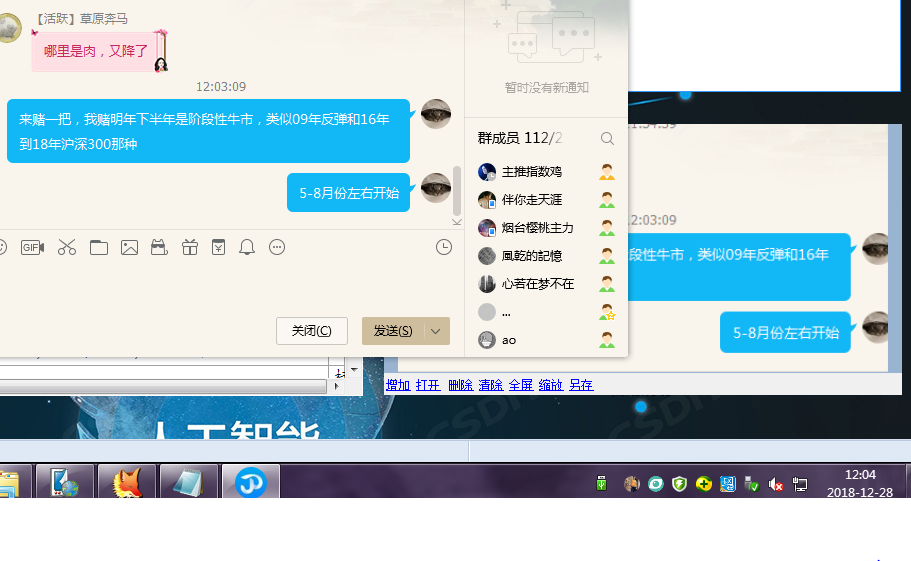 【活跃】草原奔马
哪里是肉，又降了
12:03:09
来赌一把，我赌明年下半年是阶段性牛市，类似09年反弹和16年
到18年沪深300那种
5-8月份左右开始
GIF
关闭(C)
发送(S)
暂时没有新通知
群成员 112/2
主推指数鸡
伴你走天涯
烟台樱桃主力
風乾的記憶
心若在梦不在
...
ao
12:03:09
段性牛市，类似09年反弹和16年
5-8月份左右开始
增加 打开 删除 清除 全屏 缩放 另存
人工智能
CSDN
12:04
2018-12-28